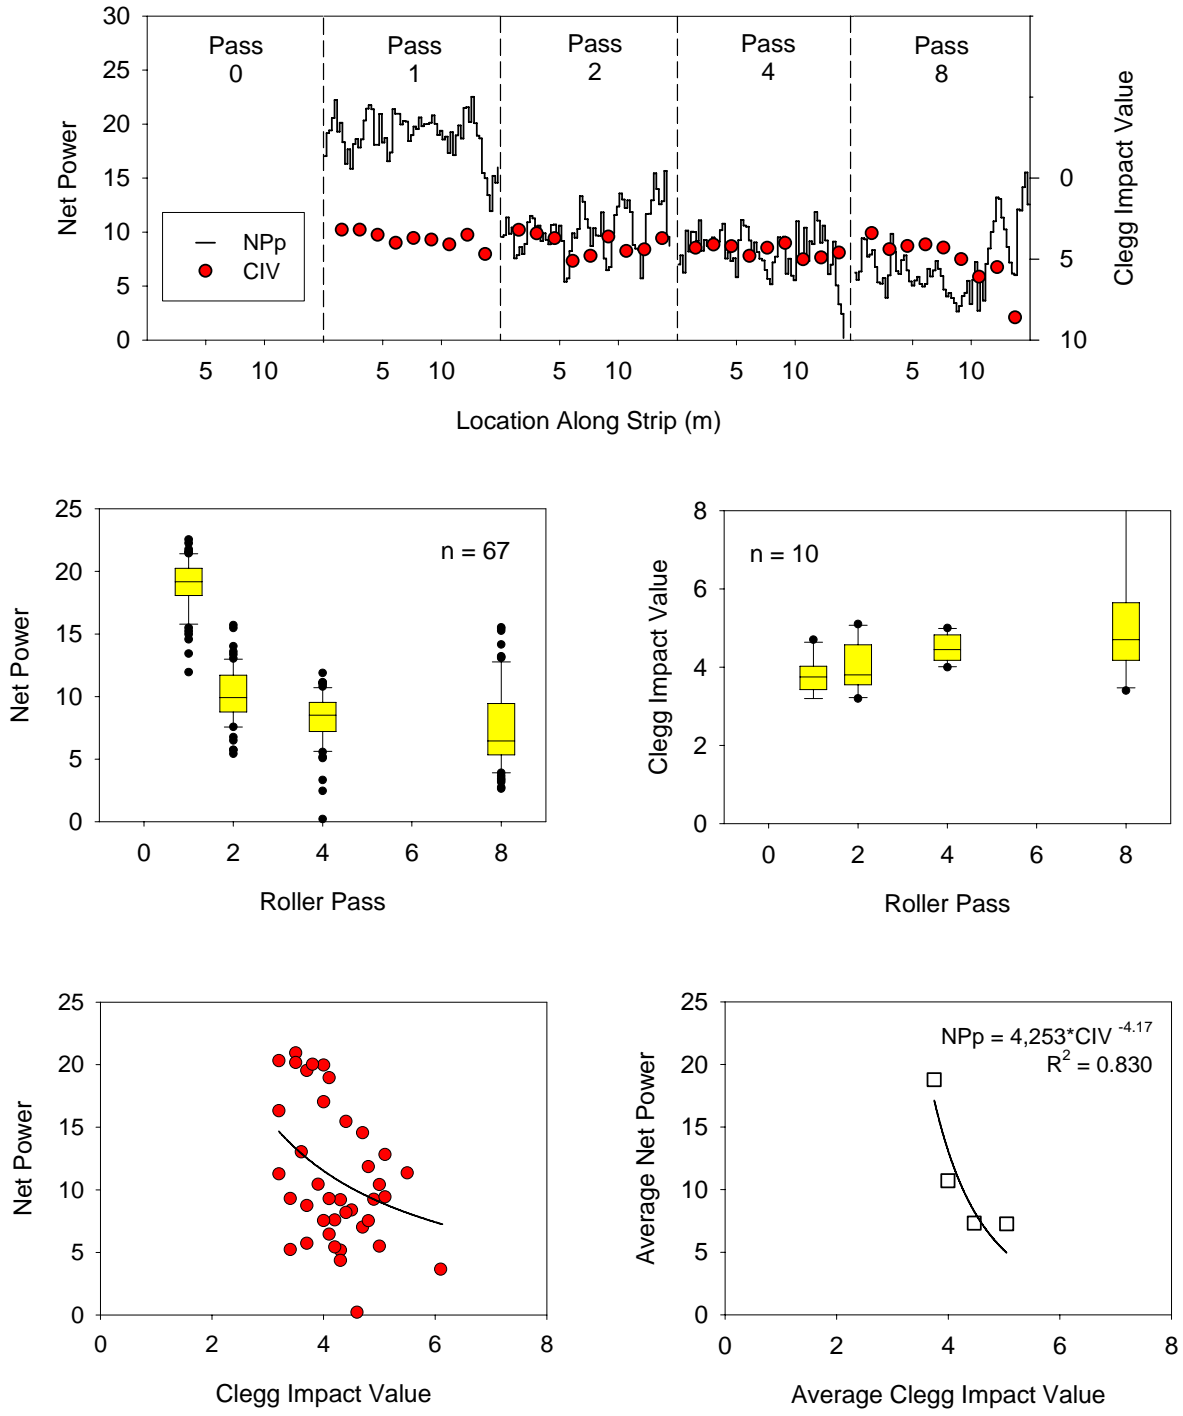 30
25
20
15
10
5
0
Net Power
Pass
0
Pass
1
Pass
2
Pass
4
Pass
8
NPp
CIV
0
5
10
Clegg Impact Value
5 10 5 10 5 10 5 10 5 10
Location Along Strip (m)
25
20
15
10
5
0
Net Power
n = 67
0 2 4 6 8
Roller Pass
8
6
4
2
0
Clegg Impact Value
n = 10
0 2 4 6 8
Roller Pass
25
20
15
10
5
0
Net Power
0 2 4 6 8
Clegg Impact Value
25
20
15
10
5
0
Average Net Power
NPp = 4,253*CIV -4.17
R2 = 0.830
0 2 4 6 8
Average Clegg Impact Value